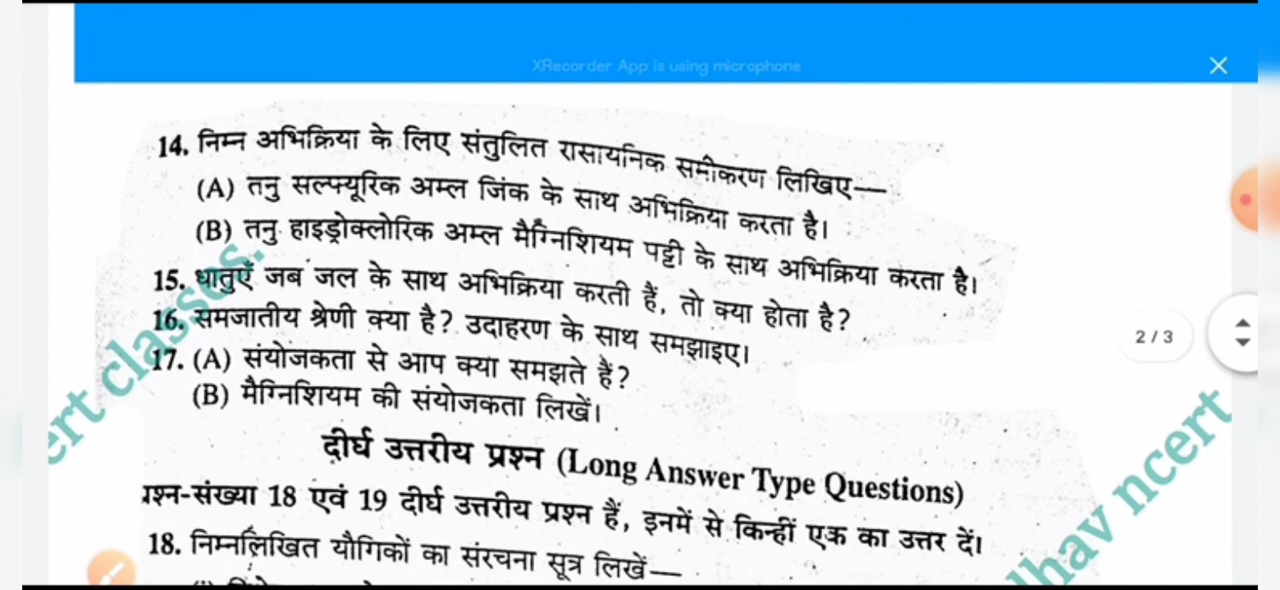 XRecorder App is using microphone
14. निम्न अभिक्रिया के लिए संतुलित रासायनिक समीकरण लिखिए—
(A) तनु सल्फ्यूरिक अम्ल जिंक के साथ अभिक्रिया करता है।
(B) तनु हाइड्रोक्लोरिक अम्ल मैग्निशियम पट्टी के साथ अभिक्रिया करता है।
15. धातुएँ जब जल के साथ अभिक्रिया करती हैं, तो क्या होता है?
16. समजातीय श्रेणी क्या है? उदाहरण के साथ समझाइए।
2 / 3
17. (A) संयोजकता से आप क्या समझते हैं?
(B) मैग्निशियम की संयोजकता लिखें।
दीर्घ उत्तरीय प्रश्न (Long Answer Type Questions)
प्रश्न-संख्या 18 एवं 19 दीर्घ उत्तरीय प्रश्न हैं, इनमें से किन्हीं एक का उत्तर दें।
18. निम्नलिखित यौगिकों का संरचना सूत्र लिखें—
ert classes.
dhav ncert